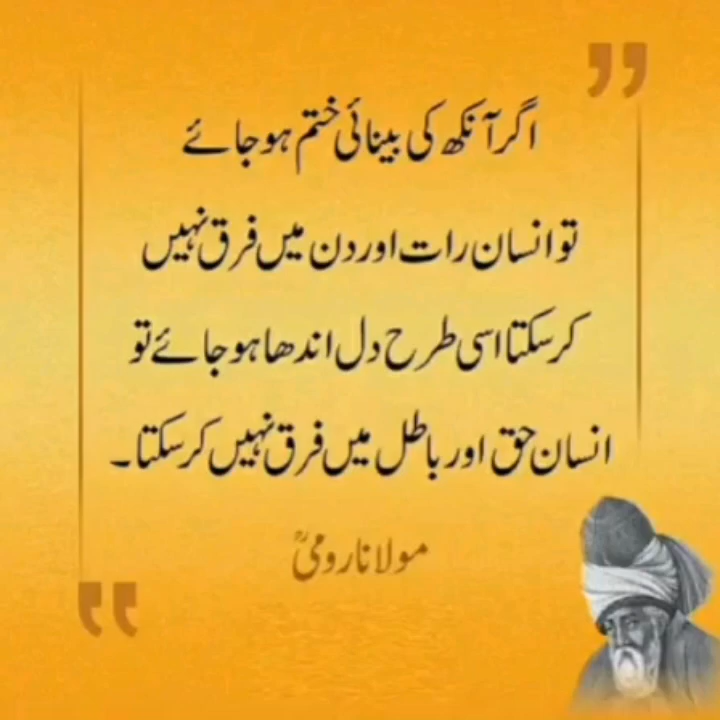 اگر آنکھ کی بینائی ختم ہو جائے
تو انسان رات اور دن میں فرق نہیں
کر سکتا اسی طرح دل اندھا ہو جائے تو
انسان حق اور باطل میں فرق نہیں کر سکتا۔
مولانا رومیؒ